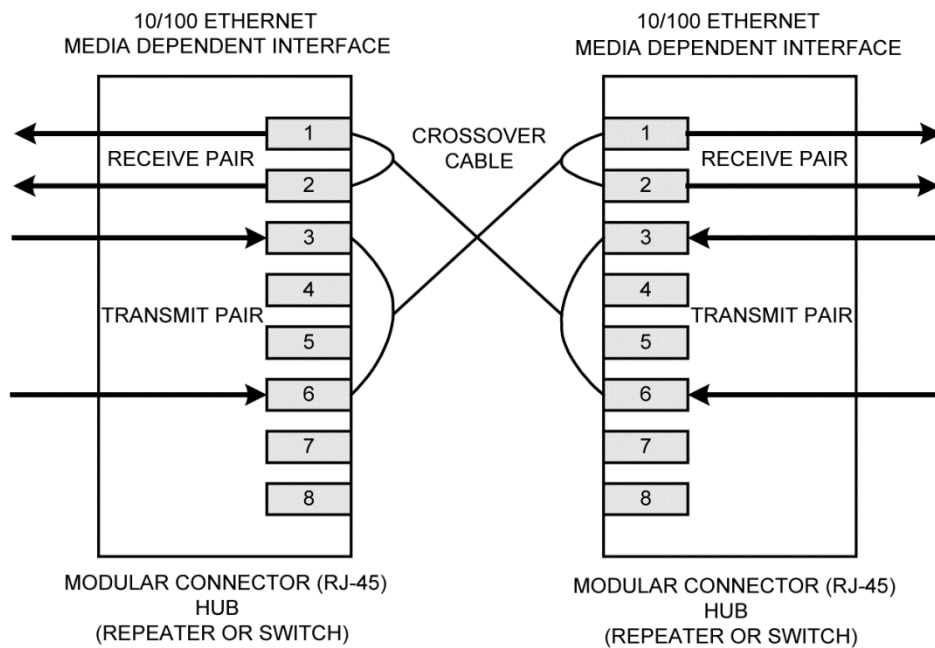 10/100 ETHERNET
MEDIA DEPENDENT INTERFACE
10/100 ETHERNET
MEDIA DEPENDENT INTERFACE
1
RECEIVE PAIR
2
3
4
TRANSMIT PAIR
5
6
7
8
CROSSOVER
CABLE
1
RECEIVE PAIR
2
3
4
TRANSMIT PAIR
5
6
7
8
MODULAR CONNECTOR (RJ-45)
HUB
(REPEATER OR SWITCH)
MODULAR CONNECTOR (RJ-45)
HUB
(REPEATER OR SWITCH)